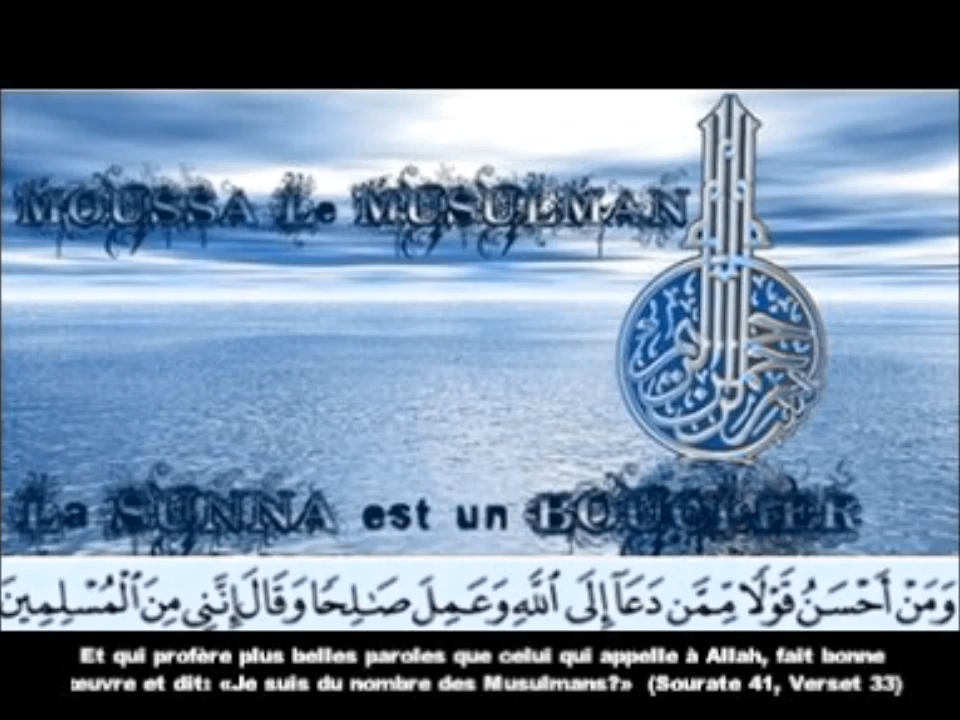 MOUSSA Le MUSULMAN
La SUNNA est un BOUCLIER
وَمَنْ أَحْسَنُ قَوْلًا مِمَّن دَعَآ إِلَى ٱللَّهِ وَعَمِلَ صَـٰلِحًا وَقَالَ إِنَّنِى مِنَ ٱلْمُسْلِمِينَ
Et qui profère plus belles paroles que celui qui appelle à Allah, fait bonne
œuvre et dit: «Je suis du nombre des Musulmans?» (Sourate 41, Verset 33)